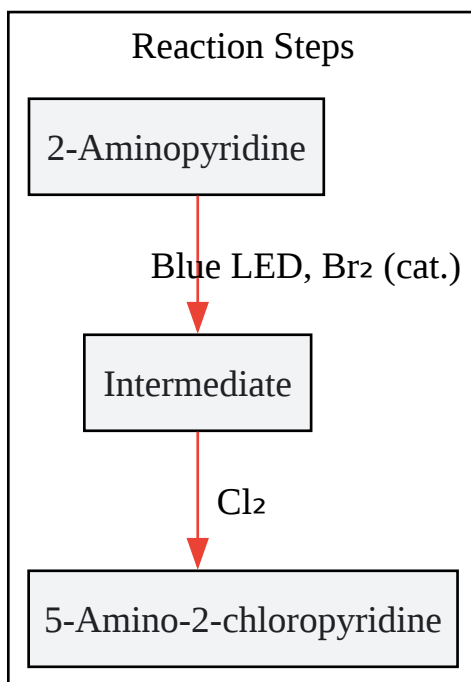 Reaction Steps
2-Aminopyridine
Blue LED, Br₂ (cat.)
Intermediate
Cl₂
5-Amino-2-chloropyridine